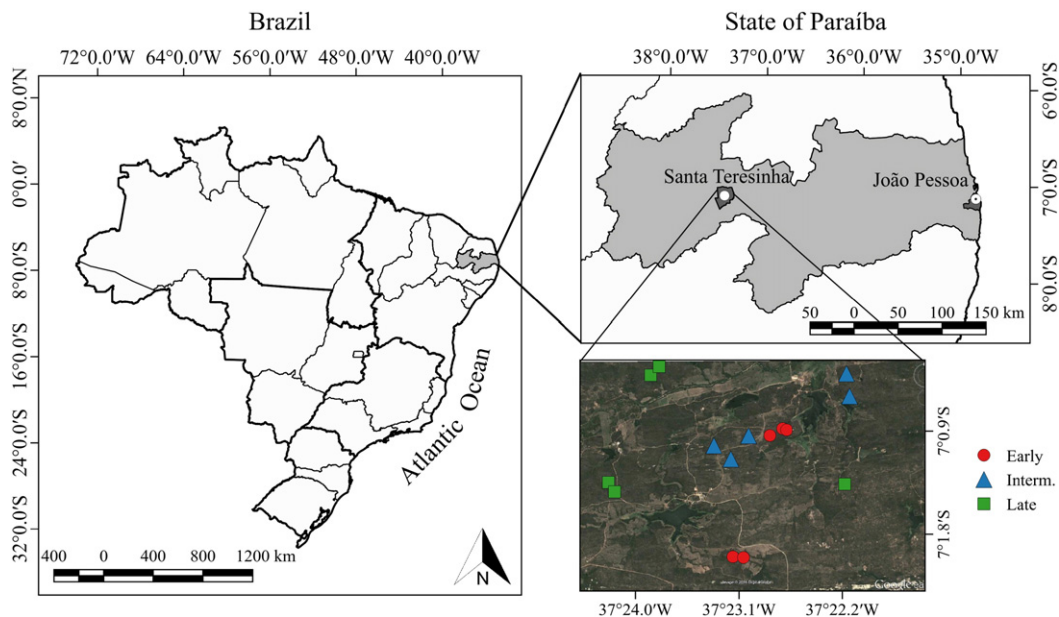 Brazil
72°0.0′W 64°0.0′W 56°0.0′W 48°0.0′W 40°0.0′W
8°0.0′N
0°0.0′
8°0.0′S
16°0.0′S
24°0.0′S
32°0.0′S
Atlantic Ocean
400 0 400 800 1200 km
N
State of Paraíba
38°0.0′W 37°0.0′W 36°0.0′W 35°0.0′W
6°0.0′S
7°0.0′S
8°0.0′S
Santa Teresinha
João Pessoa
50 0 50 100 150 km
7°0.9′S
7°1.8′S
37°24.0′W 37°23.1′W 37°22.2′W
Early
Interm.
Late